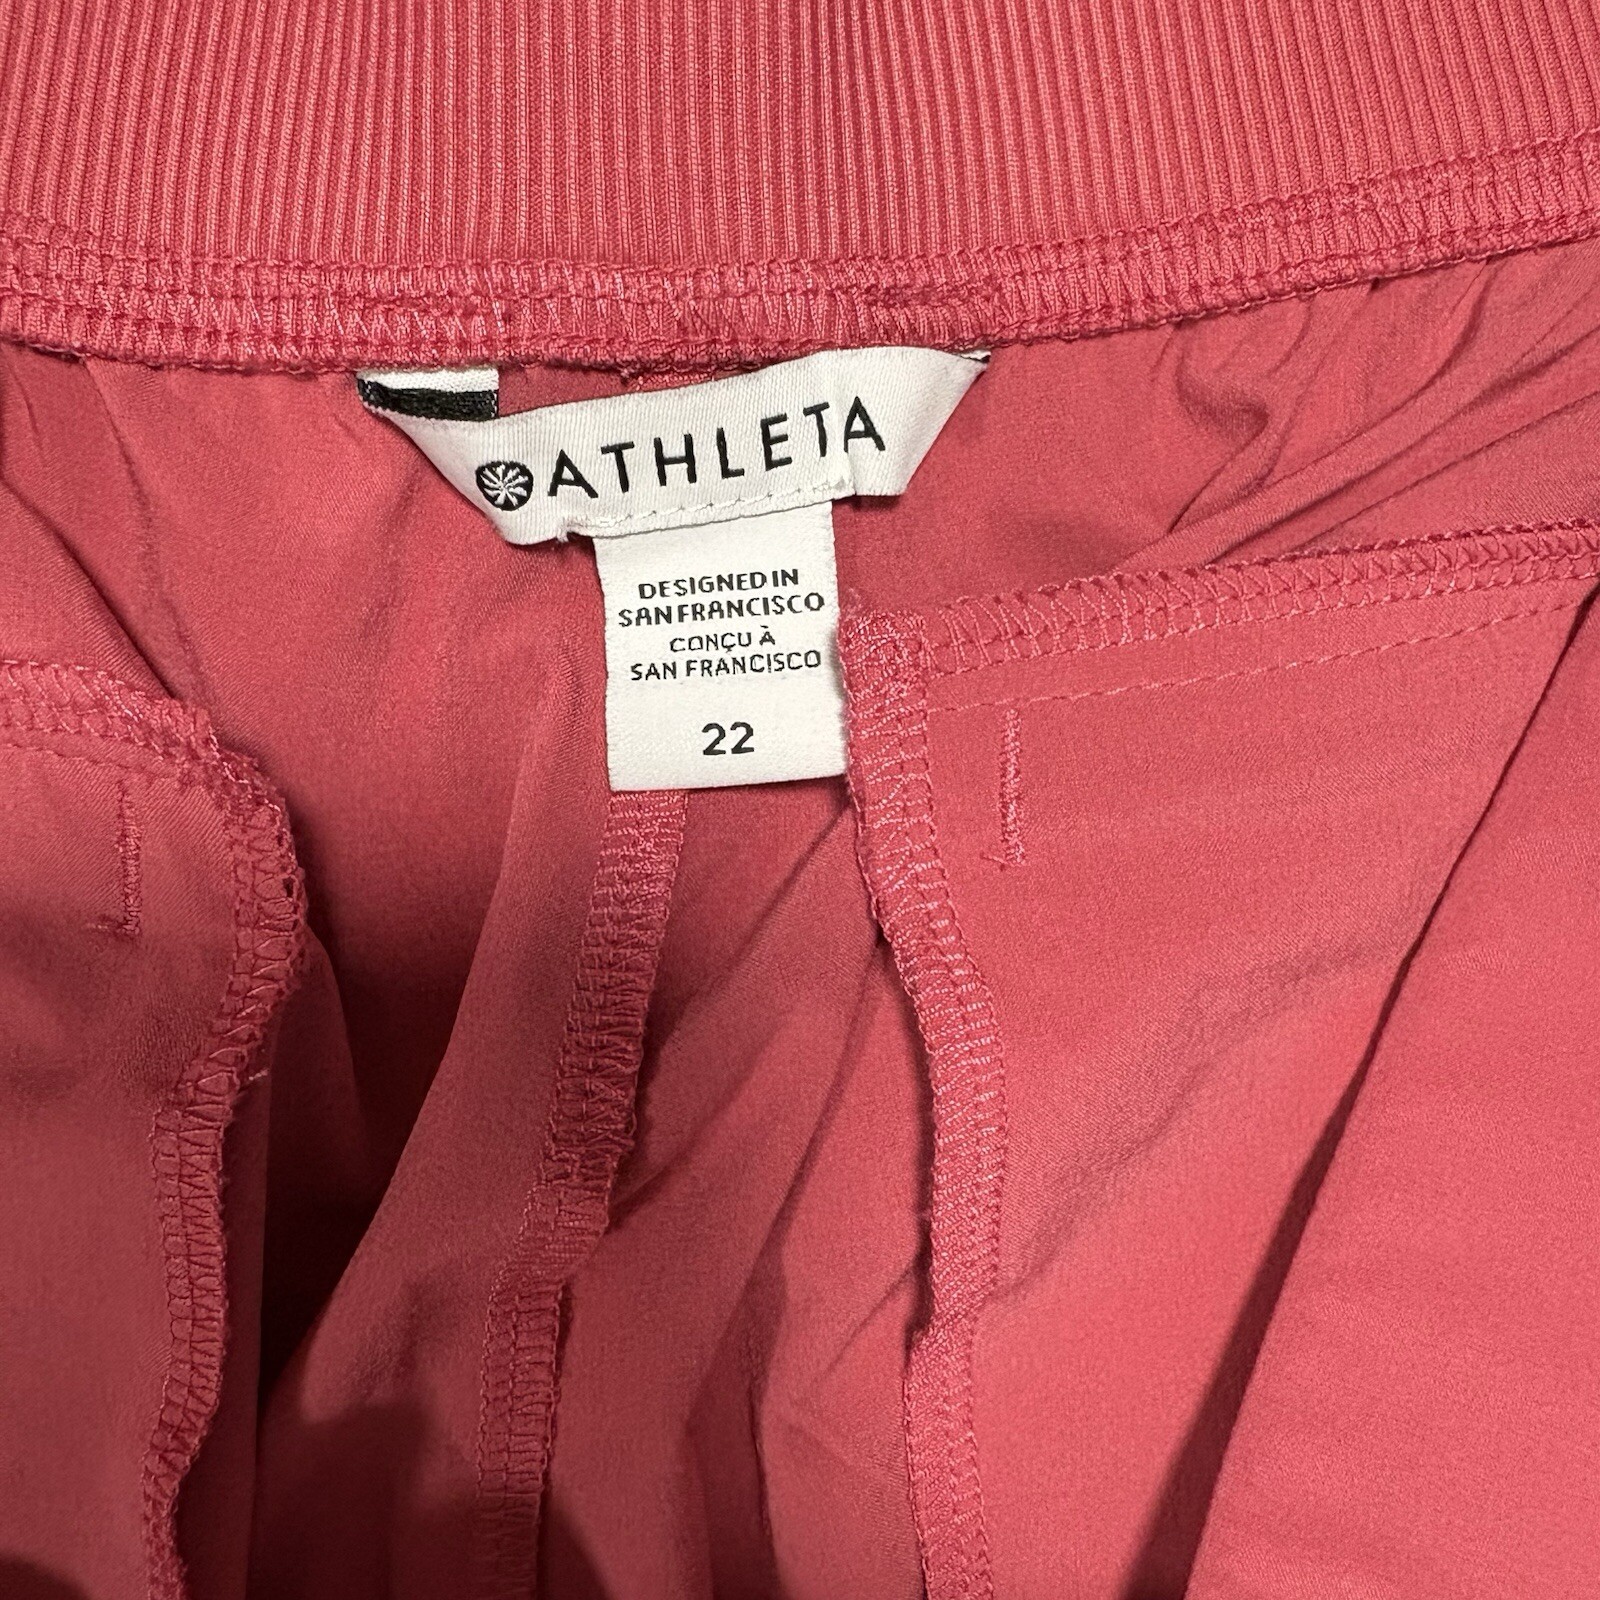 ATHLETA
DESIGNED IN
SAN FRANCISCO
CONÇU À
SAN FRANCISCO
22